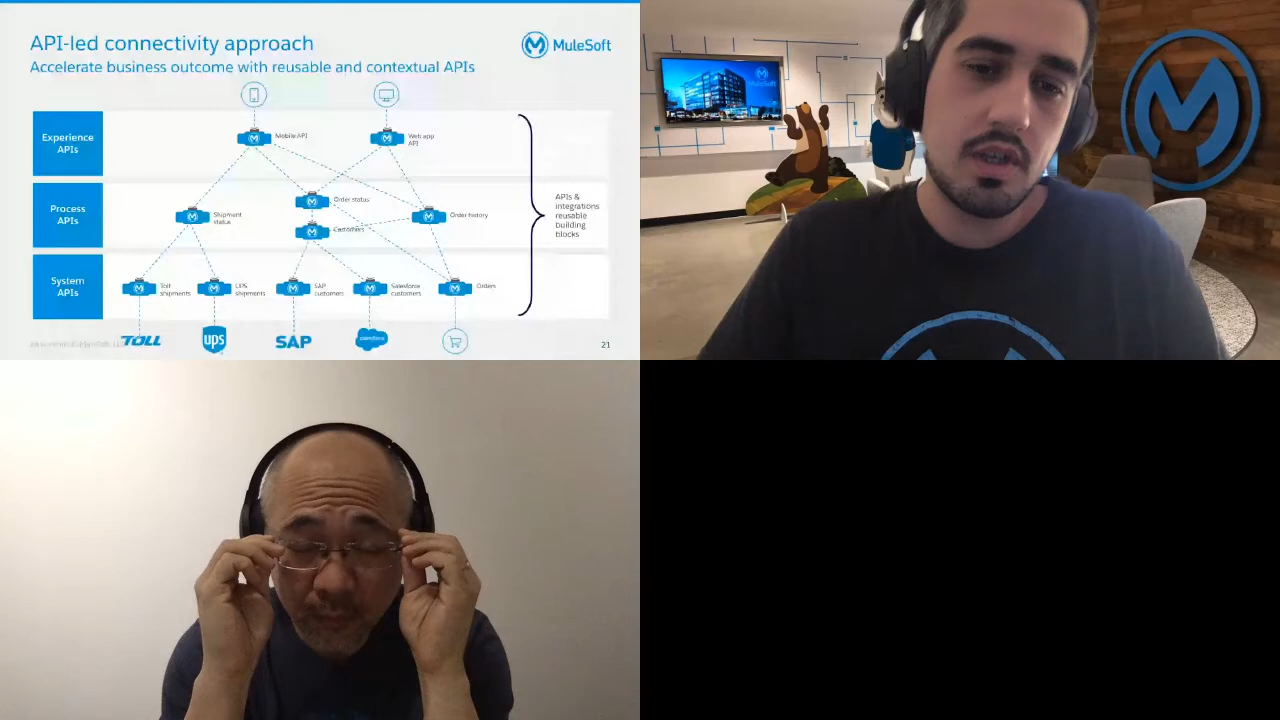 API-led connectivity approach
MuleSoft
Accelerate business outcome with reusable and contextual APIs
Experience
APIs
Mobile API
Web app
API
Process
APIs
Shipment
status
Order status
Customers
Order history
APIs &
integrations
reusable
building
blocks
System
APIs
Toll
shipments
UPS
shipments
SAP
customers
Salesforce
customers
Orders
TOLL
ups
SAP
salesforce
21
MuleSoft